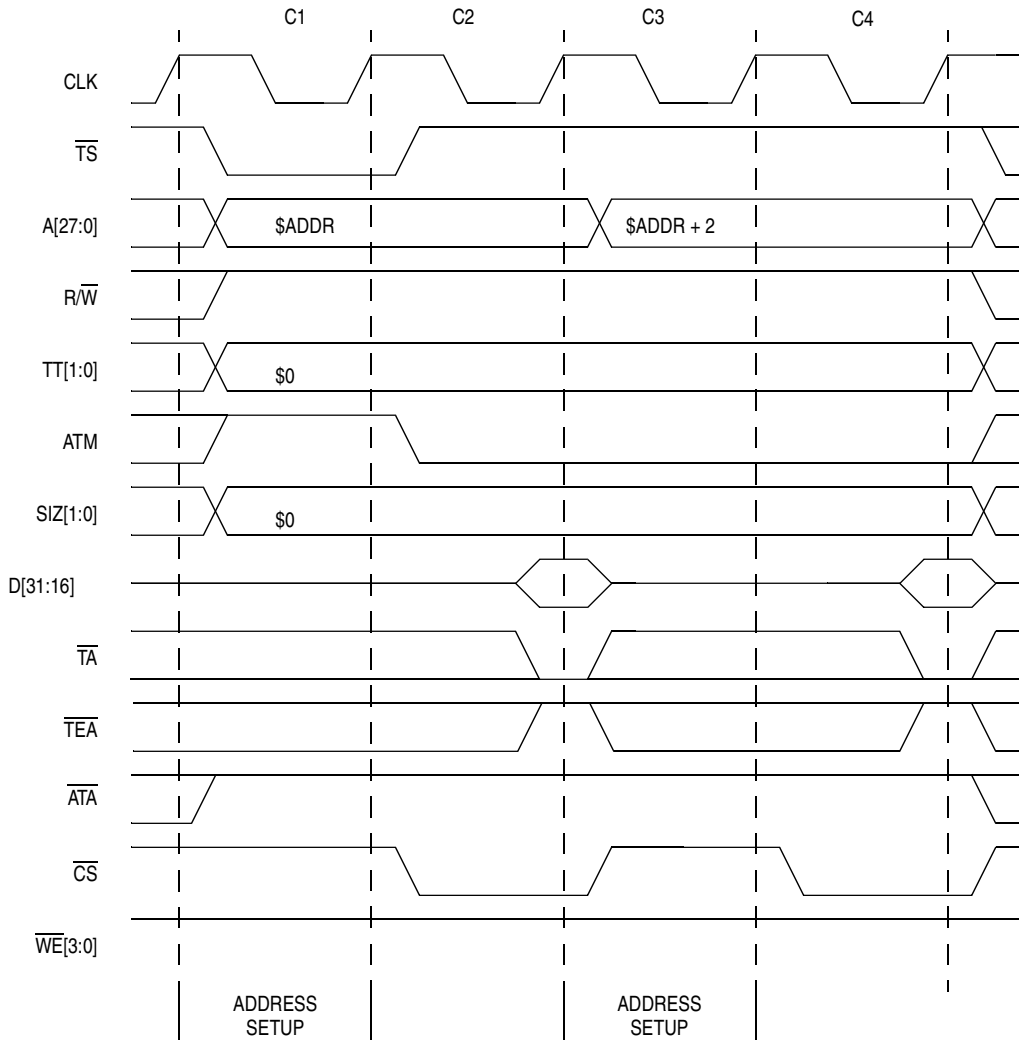 C1 C2 C3 C4
CLK
TS
A[27:0] $ADDR $ADDR + 2
R/W
TT[1:0] $0
ATM
SIZ[1:0] $0
D[31:16]
TA
TEA
ATA
CS
WE[3:0]
ADDRESS ADDRESS
SETUP SETUP